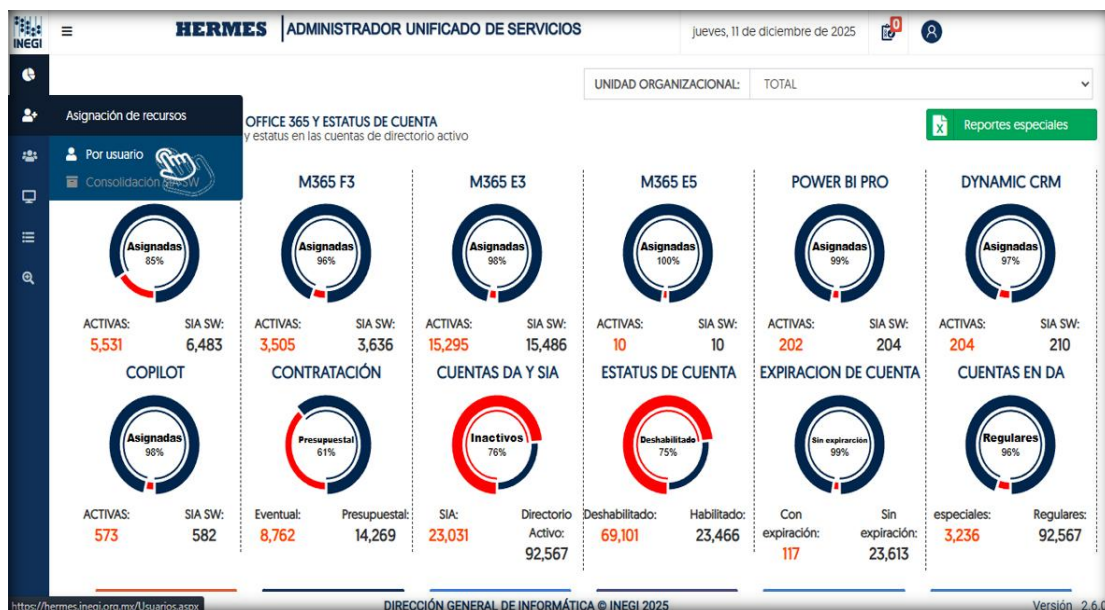 INEGI
HERMES
ADMINISTRADOR UNIFICADO DE SERVICIOS
jueves, 11 de diciembre de 2025
0
UNIDAD ORGANIZACIONAL:
TOTAL
Asignación de recursos
OFFICE 365 Y ESTATUS DE CUENTA
y estatus en las cuentas de directorio activo
Reportes especiales
Por usuario
Consolidación SIA SW
M365 F3
M365 E3
M365 E5
POWER BI PRO
DYNAMIC CRM
Asignadas
85%
Asignadas
96%
Asignadas
98%
Asignadas
100%
Asignadas
99%
Asignadas
97%
ACTIVAS: SIA SW:
5,531 6,483
ACTIVAS: SIA SW:
3,505 3,636
ACTIVAS: SIA SW:
15,295 15,486
ACTIVAS: SIA SW:
10 10
ACTIVAS: SIA SW:
202 204
ACTIVAS: SIA SW:
204 210
COPILOT
CONTRATACIÓN
CUENTAS DA Y SIA
ESTATUS DE CUENTA
EXPIRACION DE CUENTA
CUENTAS EN DA
Asignadas
98%
Presupuestal
61%
Inactivos
76%
Deshabilitado
75%
Sin expirarción
99%
Regulares
96%
ACTIVAS: SIA SW:
573 582
Eventual: Presupuestal:
8,762 14,269
SIA: Directorio Activo:
23,031 92,567
Deshabilitado: Habilitado:
69,101 23,466
Con expiración: Sin expiración:
117 23,613
especiales: Regulares:
3,236 92,567
https://hermes.inegi.org.mx/Usuarios.aspx
DIRECCIÓN GENERAL DE INFORMÁTICA © INEGI 2025
Versión 2.6.0